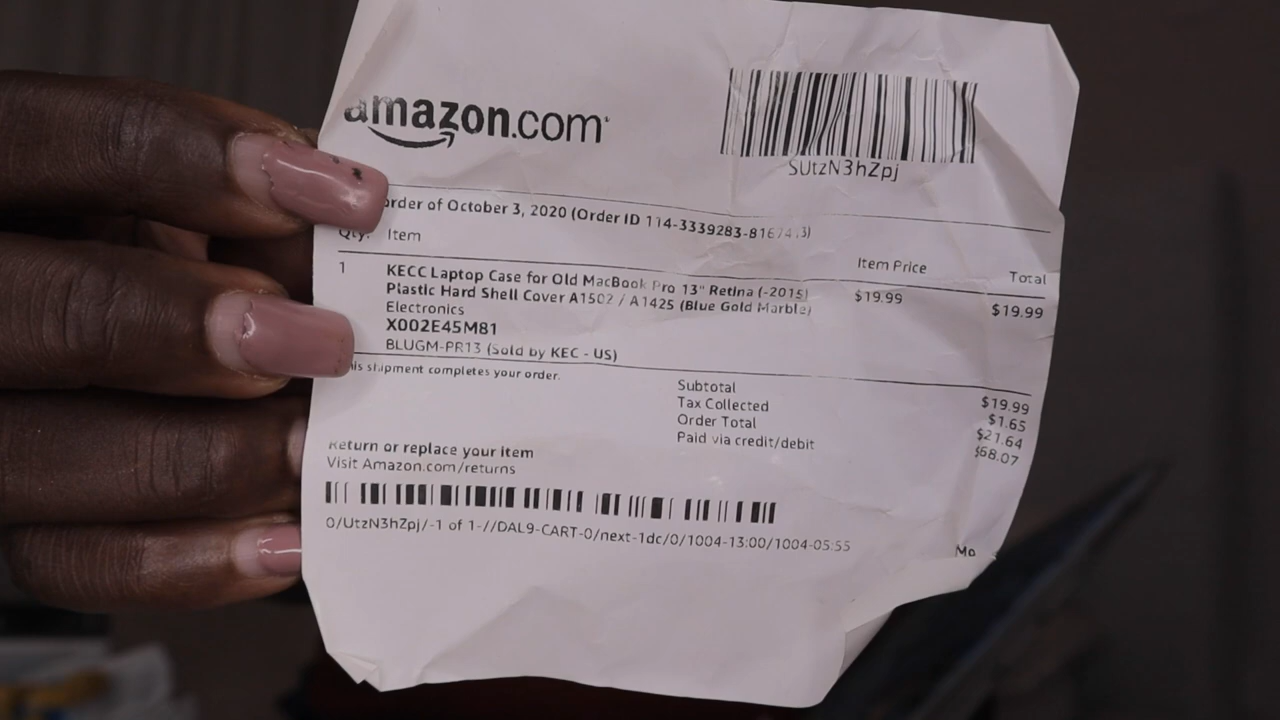 amazon.com
SUtzN3hZpj
order of October 3, 2020 (Order ID 114-3339283-8167413)
Qty. Item Item Price Total
1 KECC Laptop Case for Old MacBook Pro 13" Retina (-2015) $19.99 $19.99
Plastic Hard Shell Cover A1502 / A1425 (Blue Gold Marble)
Electronics
X002E45M81
BLUGM-PR13 (Sold by KEC - US)
his shipment completes your order.
Subtotal $19.99
Tax Collected $1.65
Order Total $21.64
Paid via credit/debit $68.07
Return or replace your item
Visit Amazon.com/returns
0/UtzN3hZpj/-1 of 1-//DAL9-CART-0/next-1dc/0/1004-13:00/1004-05:55
Mo